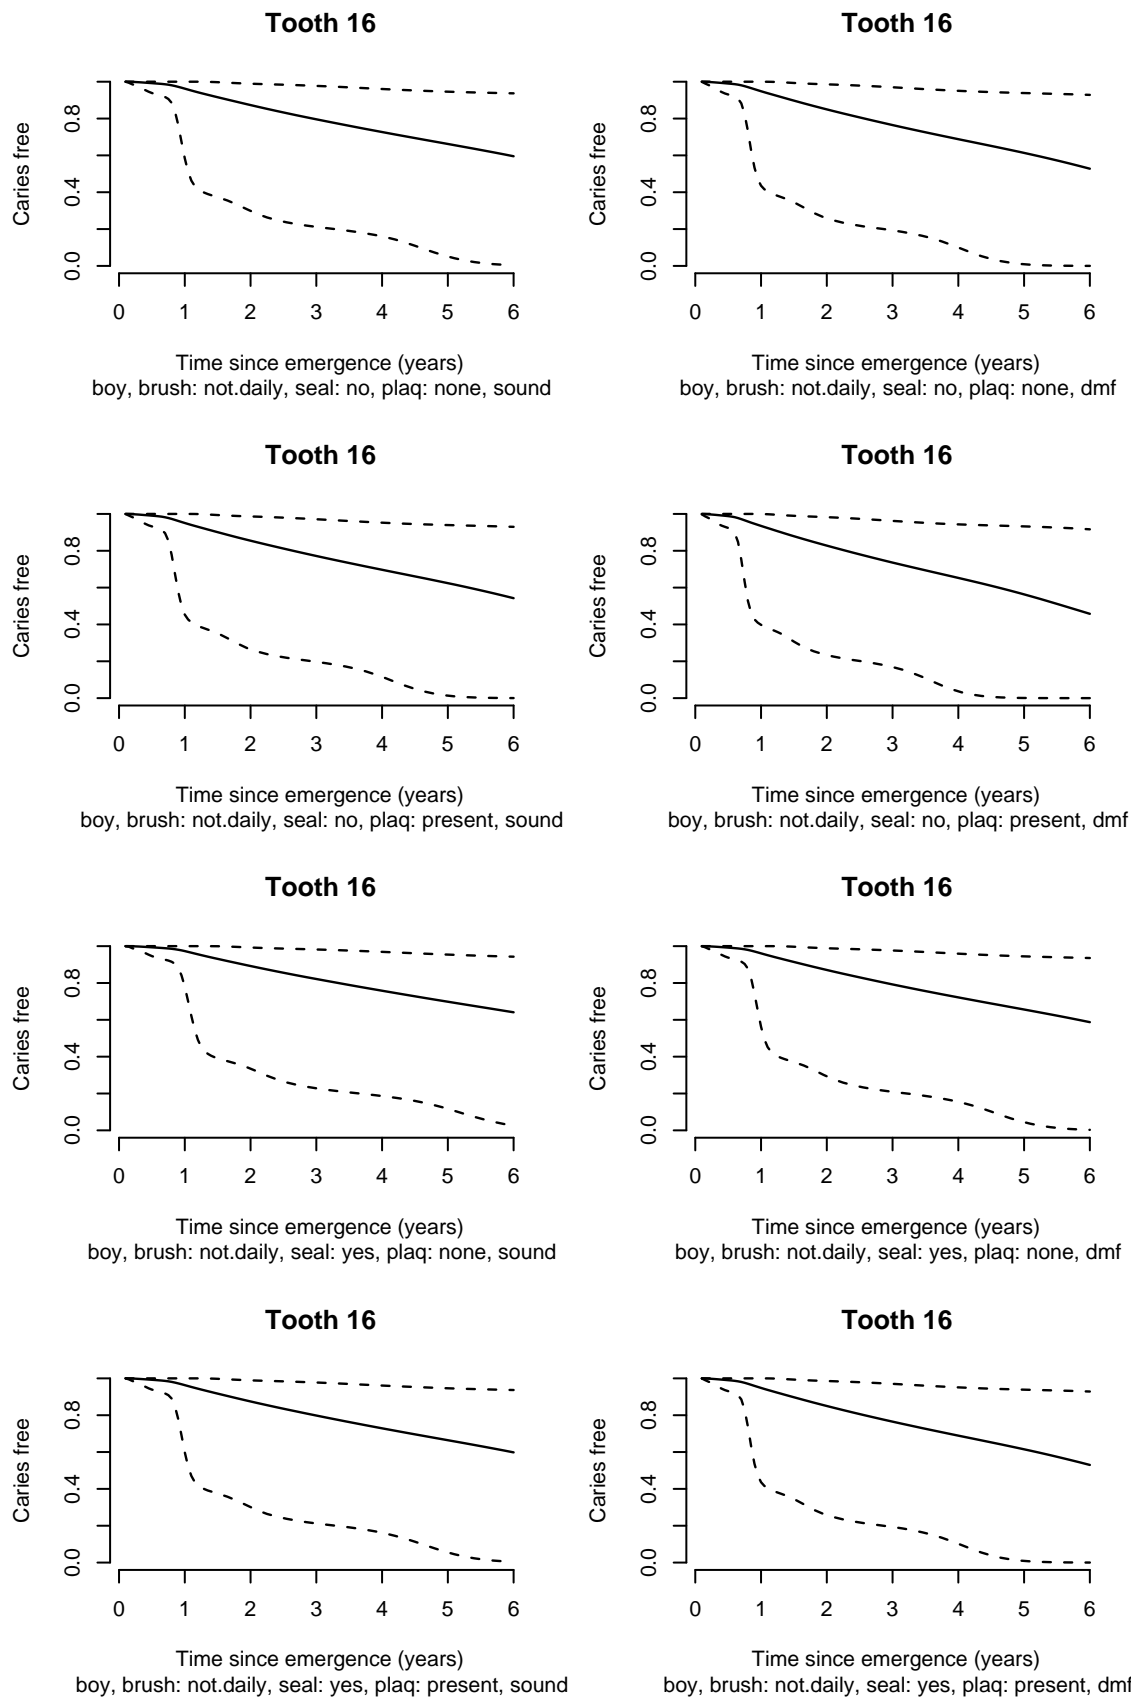 Tooth 16
Tooth 16
Caries free
0.0 0.4 0.8
0 1 2 3 4 5 6
Time since emergence (years)
boy, brush: not.daily, seal: no, plaq: none, sound
Caries free
0.0 0.4 0.8
0 1 2 3 4 5 6
Time since emergence (years)
boy, brush: not.daily, seal: no, plaq: none, dmf
Tooth 16
Tooth 16
Caries free
0.0 0.4 0.8
0 1 2 3 4 5 6
Time since emergence (years)
boy, brush: not.daily, seal: no, plaq: present, sound
Caries free
0.0 0.4 0.8
0 1 2 3 4 5 6
Time since emergence (years)
boy, brush: not.daily, seal: no, plaq: present, dmf
Tooth 16
Tooth 16
Caries free
0.0 0.4 0.8
0 1 2 3 4 5 6
Time since emergence (years)
boy, brush: not.daily, seal: yes, plaq: none, sound
Caries free
0.0 0.4 0.8
0 1 2 3 4 5 6
Time since emergence (years)
boy, brush: not.daily, seal: yes, plaq: none, dmf
Tooth 16
Tooth 16
Caries free
0.0 0.4 0.8
0 1 2 3 4 5 6
Time since emergence (years)
boy, brush: not.daily, seal: yes, plaq: present, sound
Caries free
0.0 0.4 0.8
0 1 2 3 4 5 6
Time since emergence (years)
boy, brush: not.daily, seal: yes, plaq: present, dmf